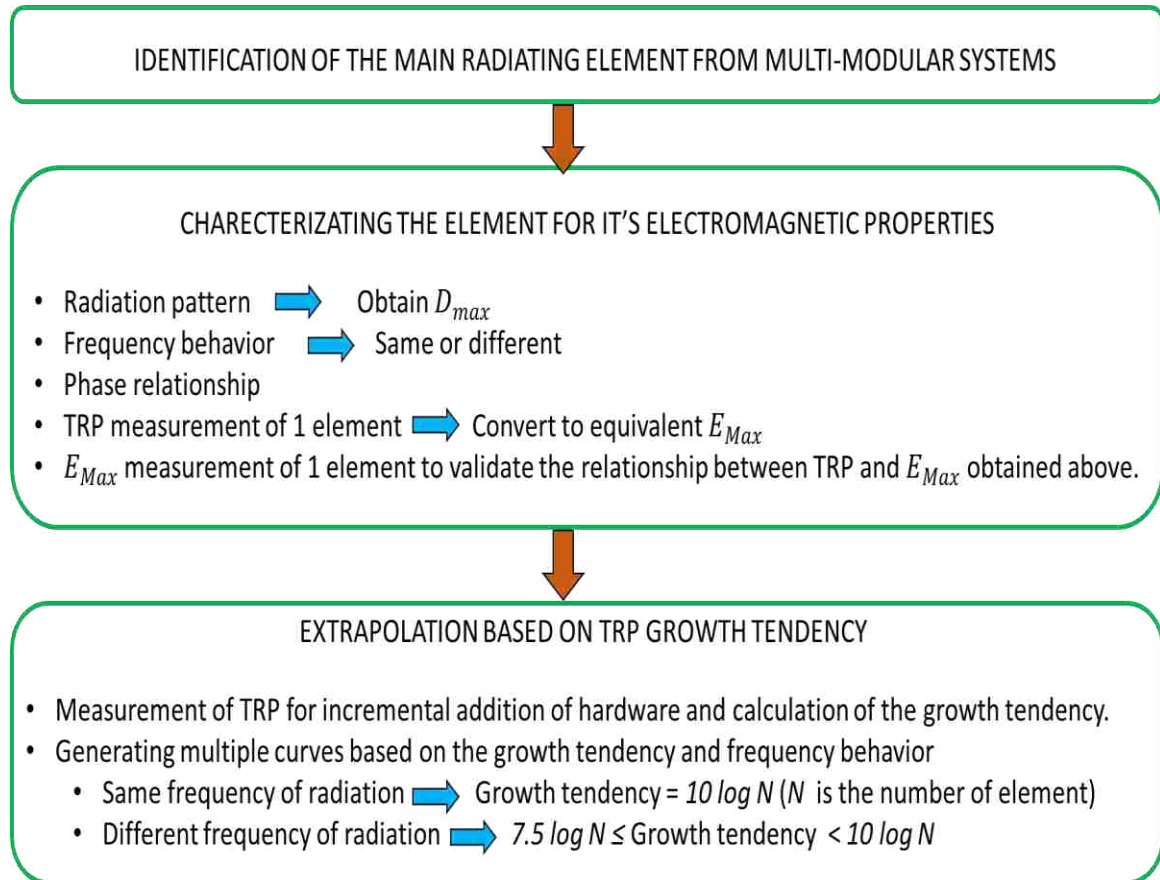 IDENTIFICATION OF THE MAIN RADIATING ELEMENT FROM MULTI-MODULAR SYSTEMS
CHARECTERIZATING THE ELEMENT FOR IT'S ELECTROMAGNETIC PROPERTIES
• Radiation pattern Obtain D_max
• Frequency behavior Same or different
• Phase relationship
• TRP measurement of 1 element Convert to equivalent E_Max
• E_Max measurement of 1 element to validate the relationship between TRP and E_Max obtained above.
EXTRAPOLATION BASED ON TRP GROWTH TENDENCY
• Measurement of TRP for incremental addition of hardware and calculation of the growth tendency.
• Generating multiple curves based on the growth tendency and frequency behavior
• Same frequency of radiation Growth tendency = 10 log N (N is the number of element)
• Different frequency of radiation 7.5 log N ≤ Growth tendency < 10 log N